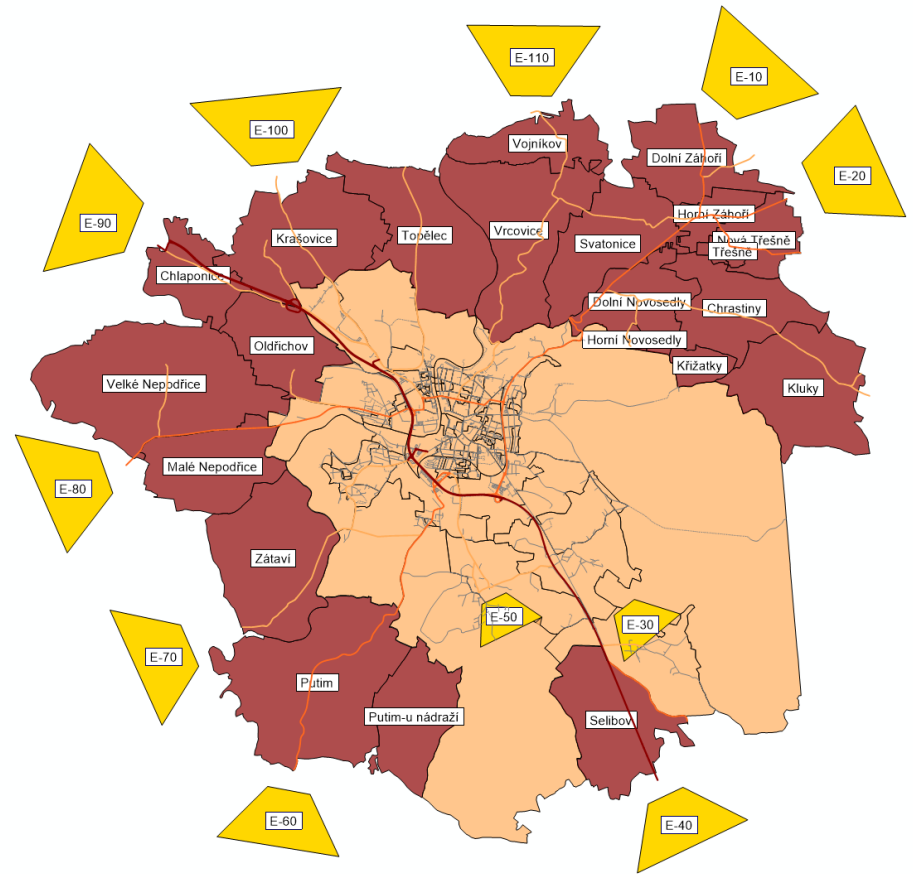 E-110
E-10
E-100
Vojníkov
Dolní Záhoří
E-20
Horní Záhoří
E-90
Krašovice
Topělec
Vrcovice
Svatonice
Nová Třešně
Třešně
Chlaponice
Dolní Novosedly
Chrastiny
Oldřichov
Horní Novosedly
Křižatky
Velké Nepodřice
Kluky
Malé Nepodřice
E-80
Zátaví
E-50
E-30
E-70
Putim
Putim-u nádraží
Selibov
E-60
E-40